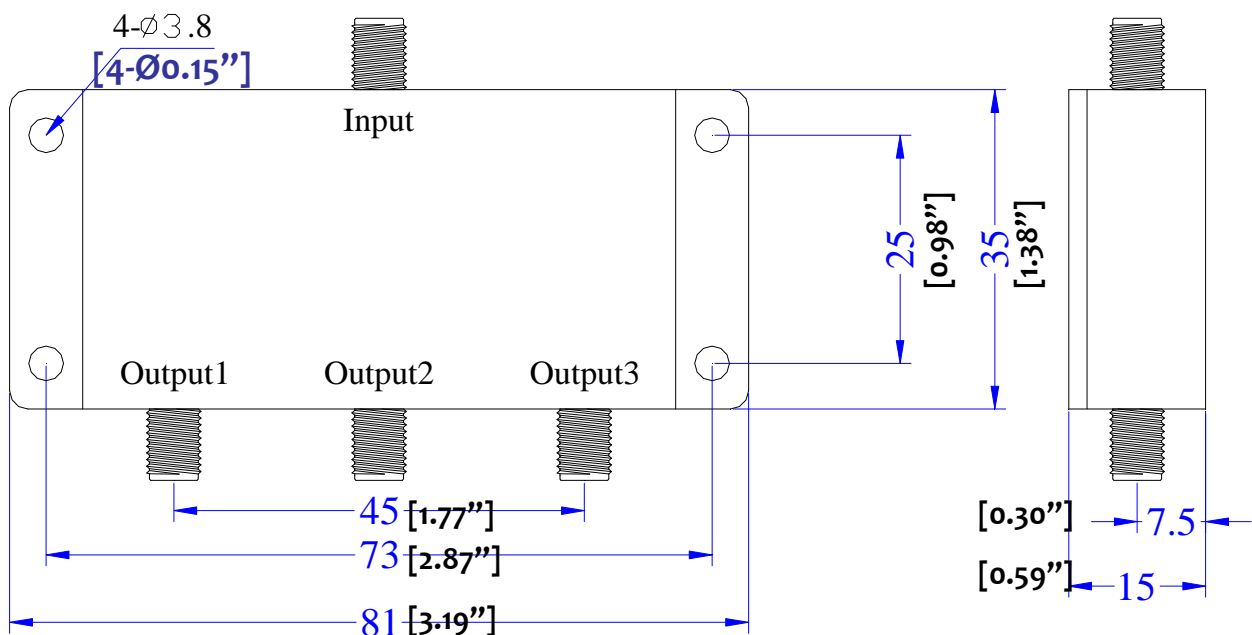 4-Ø3.8
[4-Ø0.15”]
Input
25
[0.98”]
35
[1.38”]
Output1 Output2 Output3
45 [1.77”]
73 [2.87”]
81 [3.19”]
[0.30”] 7.5
[0.59”] 15